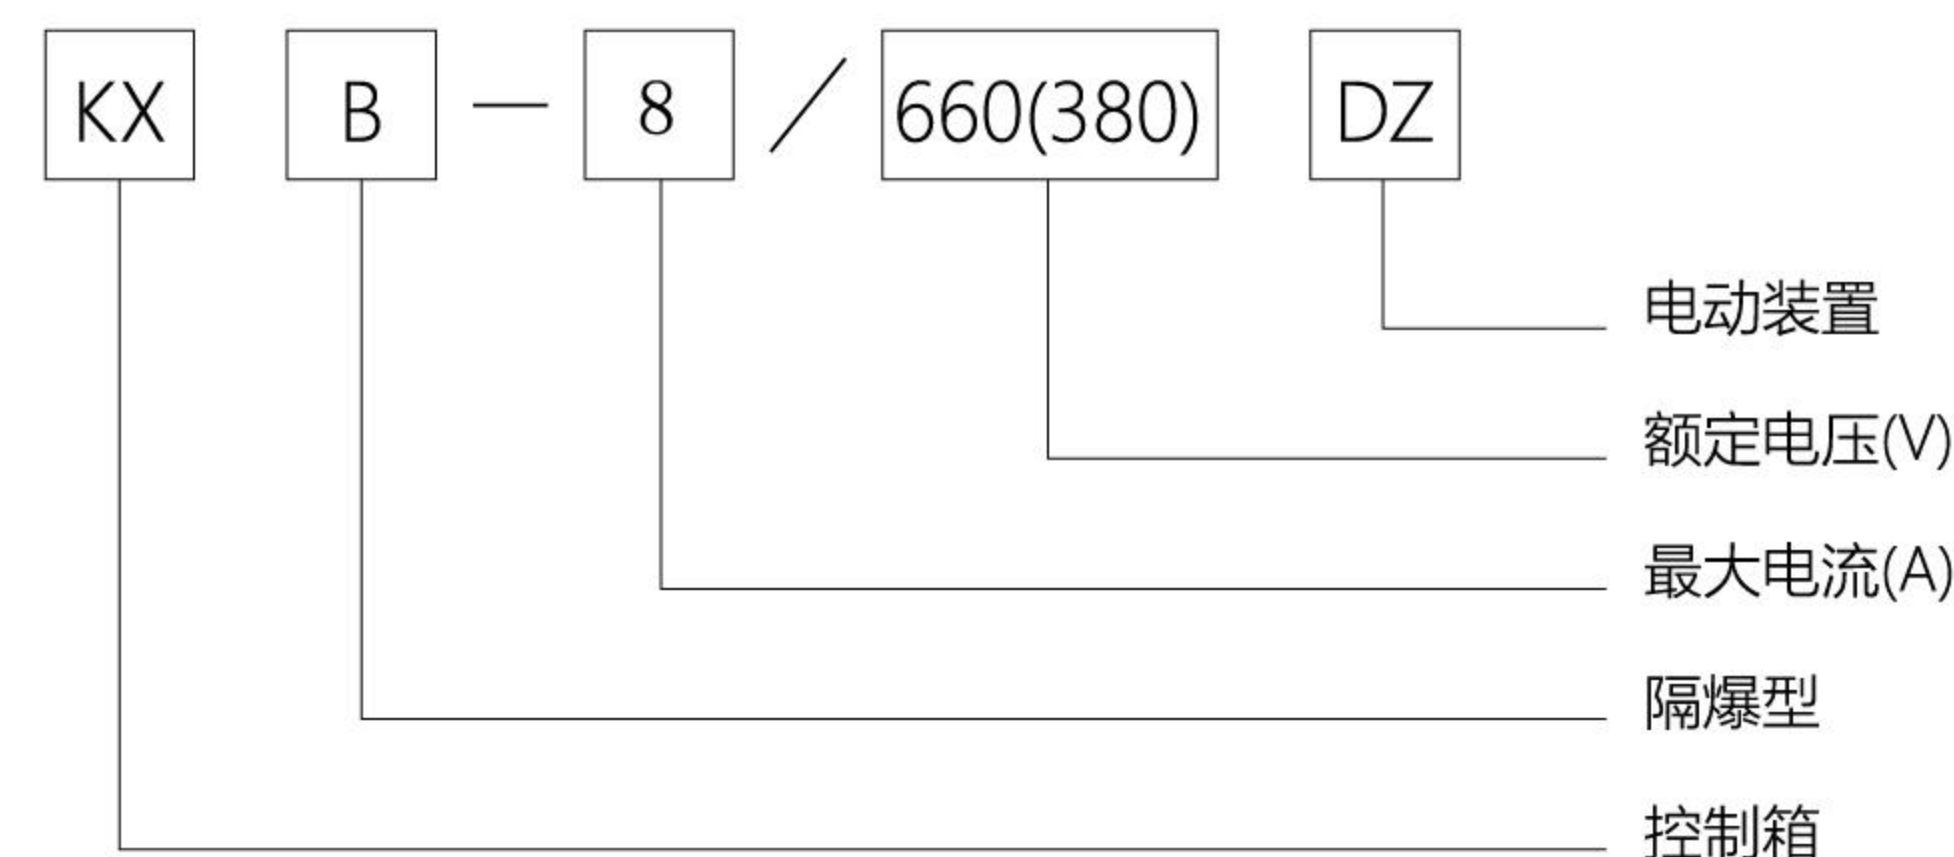 KX B — 8 / 660(380) DZ
电动装置
额定电压(V)
最大电流(A)
隔爆型
控制箱